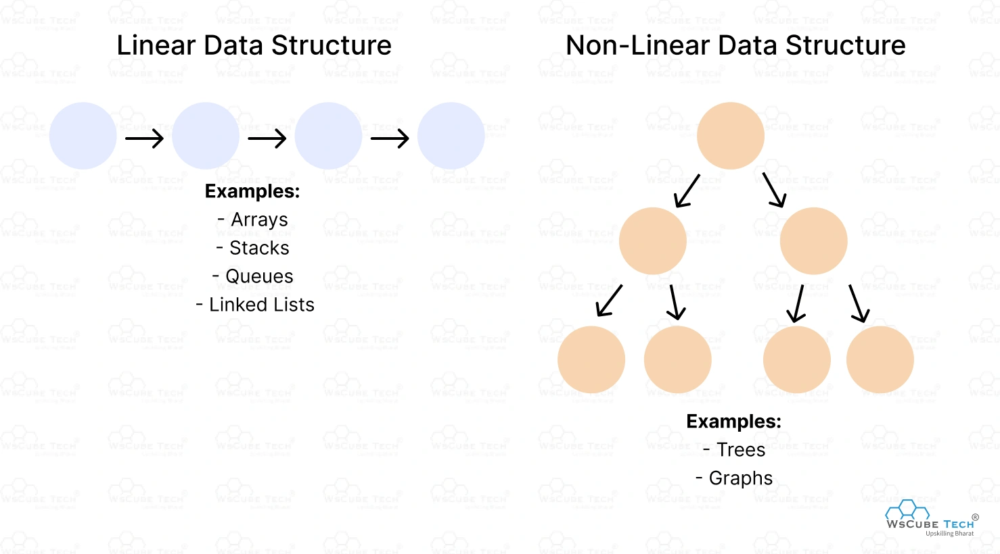 Linear Data Structure
Examples:
- Arrays
- Stacks
- Queues
- Linked Lists
Non-Linear Data Structure
Examples:
- Trees
- Graphs
WsCube Tech®
Upskilling Bharat